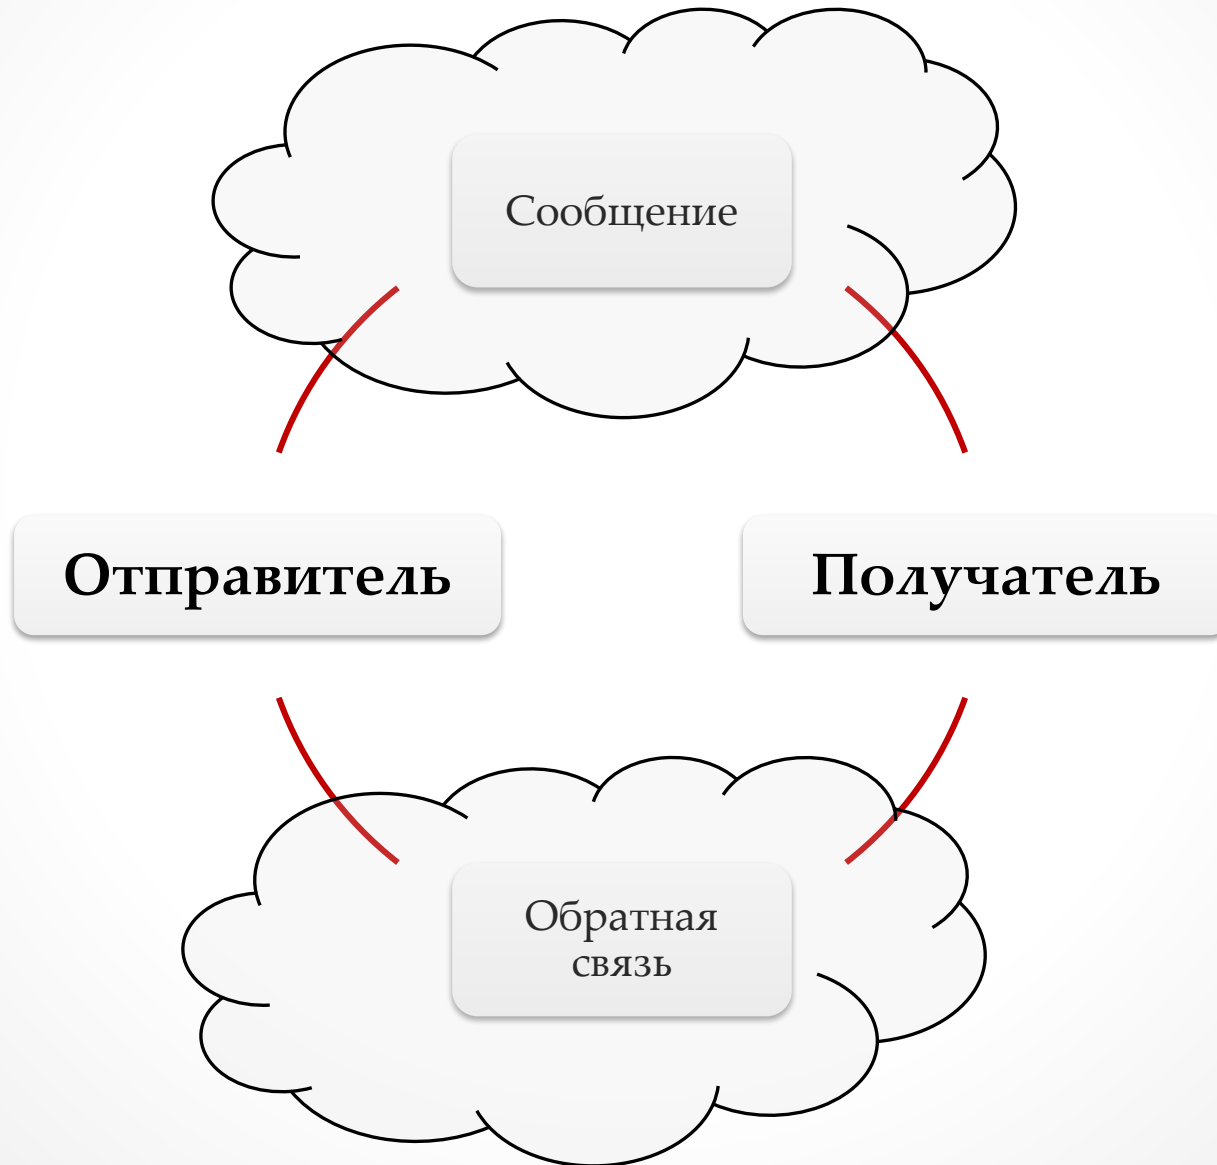 Сообщение
Отправитель
Получатель
Обратная
связь